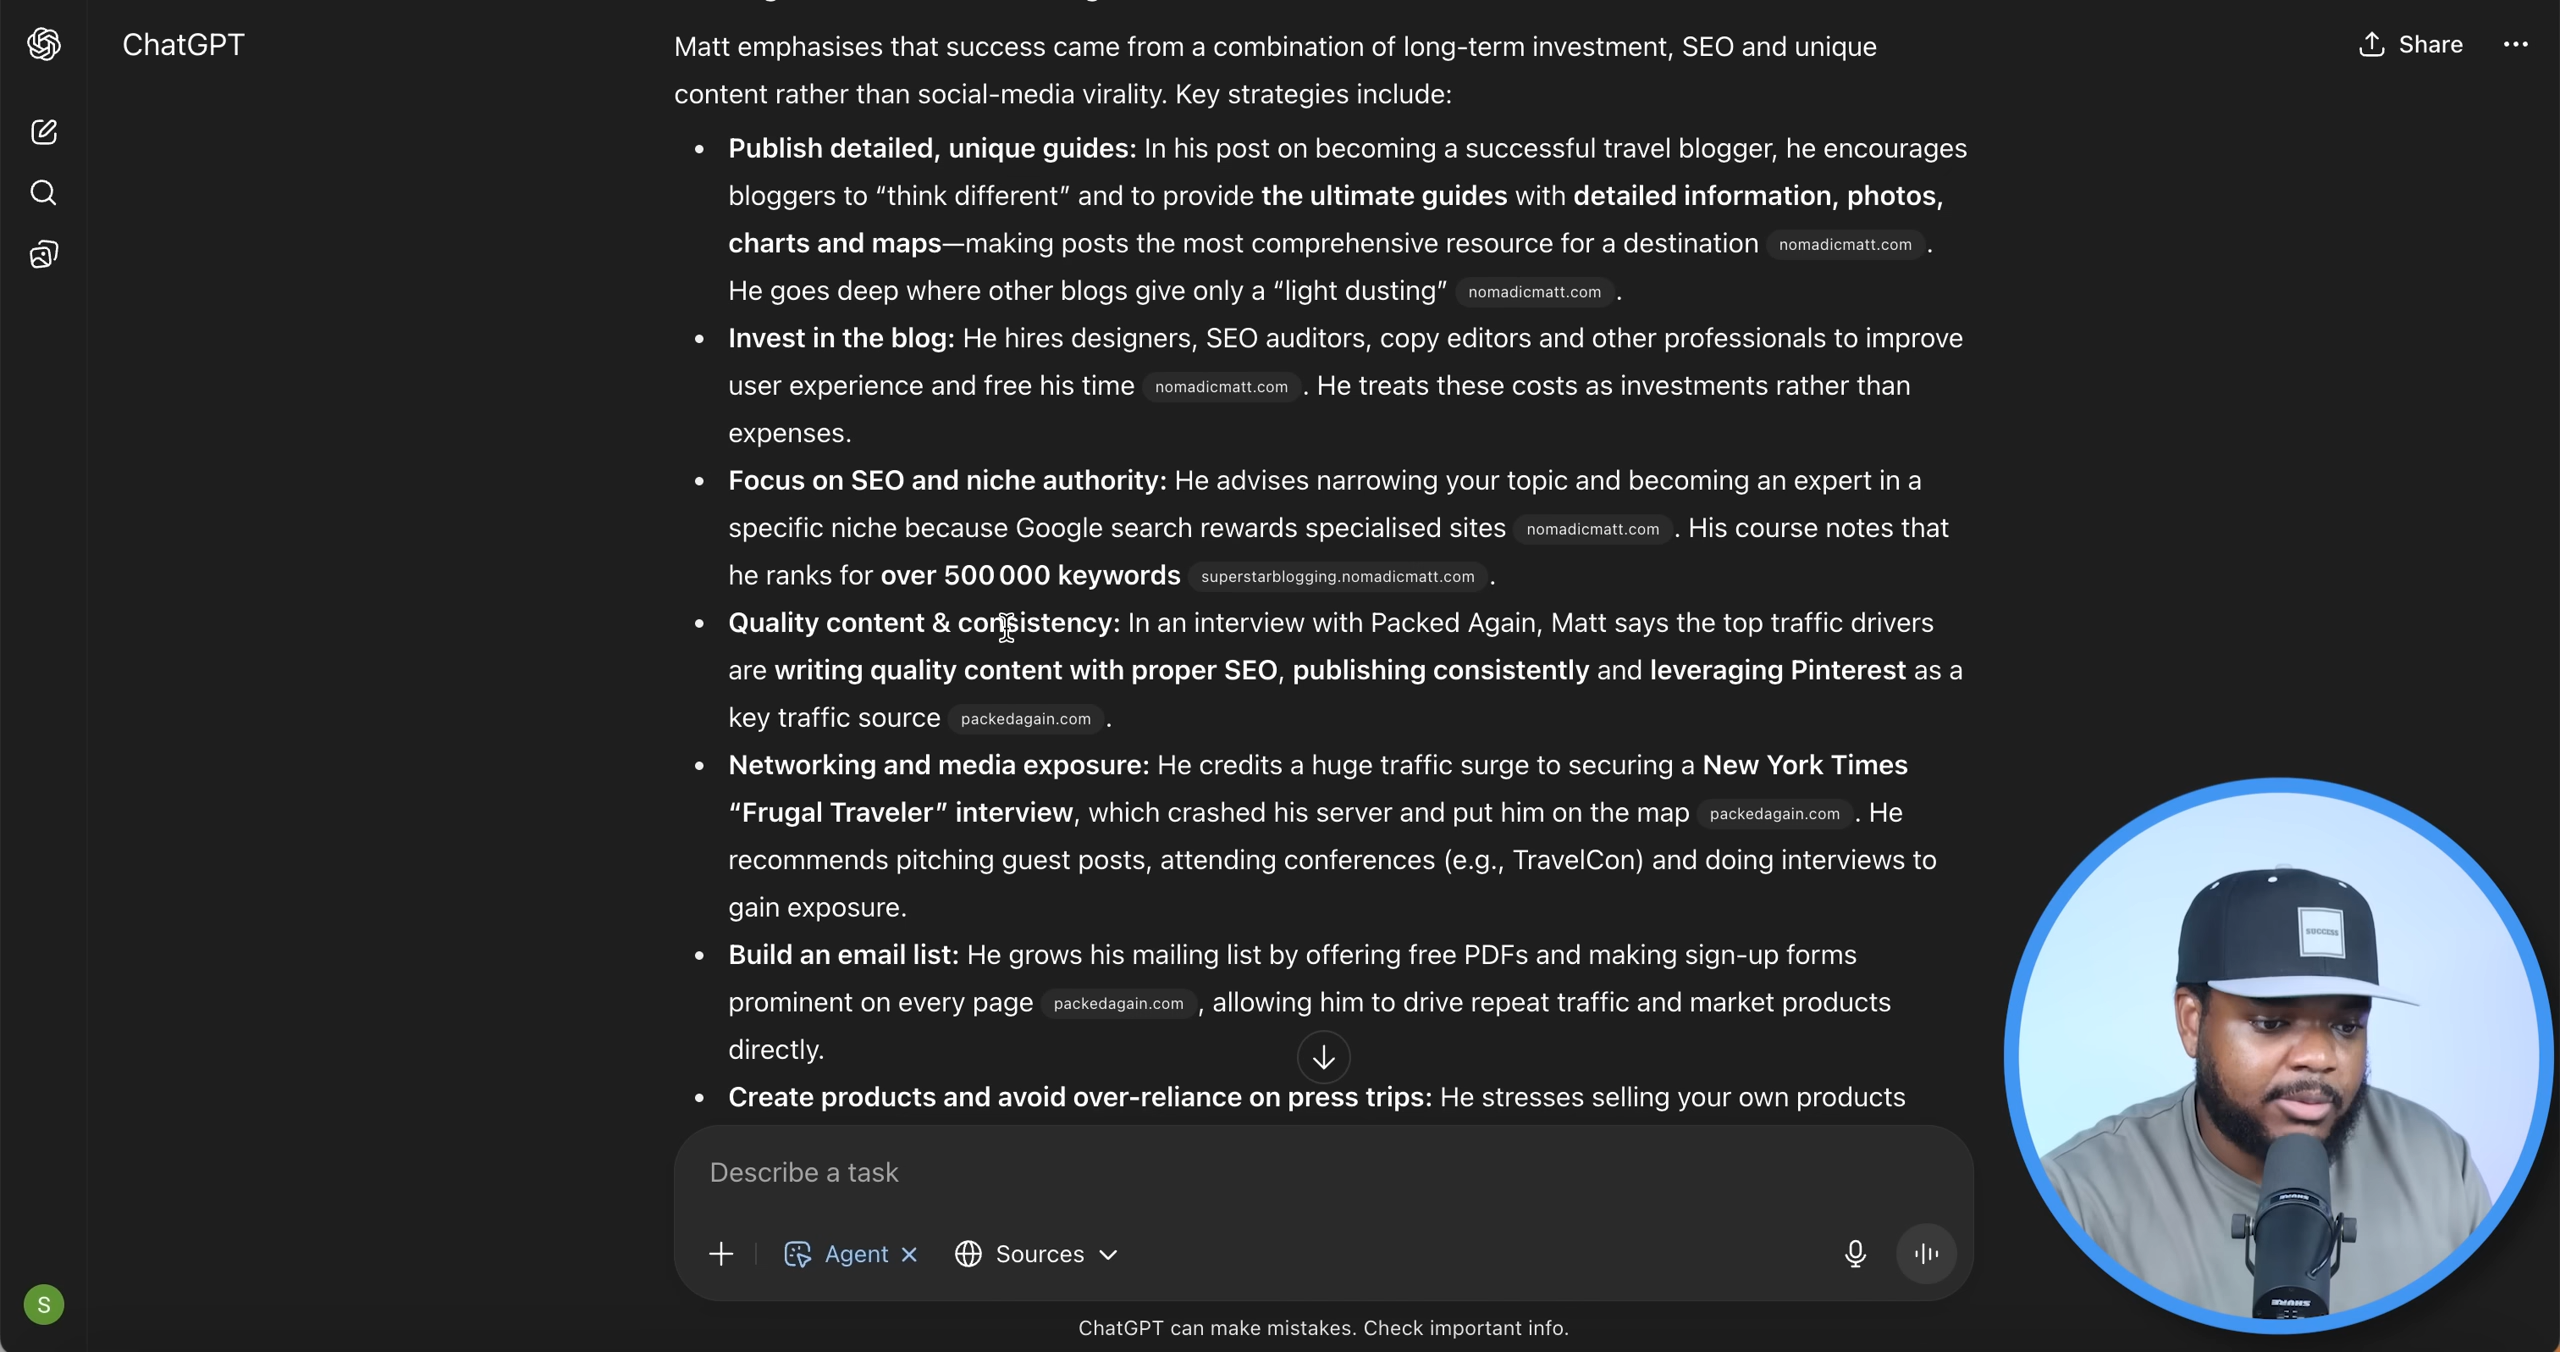 ChatGPT
Share
Matt emphasises that success came from a combination of long-term investment, SEO and unique
content rather than social-media virality. Key strategies include:
• Publish detailed, unique guides: In his post on becoming a successful travel blogger, he encourages
bloggers to “think different” and to provide the ultimate guides with detailed information, photos,
charts and maps—making posts the most comprehensive resource for a destination nomadicmatt.com .
He goes deep where other blogs give only a “light dusting” nomadicmatt.com .
• Invest in the blog: He hires designers, SEO auditors, copy editors and other professionals to improve
user experience and free his time nomadicmatt.com . He treats these costs as investments rather than
expenses.
• Focus on SEO and niche authority: He advises narrowing your topic and becoming an expert in a
specific niche because Google search rewards specialised sites nomadicmatt.com . His course notes that
he ranks for over 500 000 keywords superstarblogging.nomadicmatt.com .
• Quality content & consistency: In an interview with Packed Again, Matt says the top traffic drivers
are writing quality content with proper SEO, publishing consistently and leveraging Pinterest as a
key traffic source packedagain.com .
• Networking and media exposure: He credits a huge traffic surge to securing a New York Times
“Frugal Traveler” interview, which crashed his server and put him on the map packedagain.com . He
recommends pitching guest posts, attending conferences (e.g., TravelCon) and doing interviews to
gain exposure.
• Build an email list: He grows his mailing list by offering free PDFs and making sign-up forms
prominent on every page packedagain.com , allowing him to drive repeat traffic and market products
directly.
• Create products and avoid over-reliance on press trips: He stresses selling your own products
SUCCESS
Describe a task
Agent
Sources
S
ChatGPT can make mistakes. Check important info.